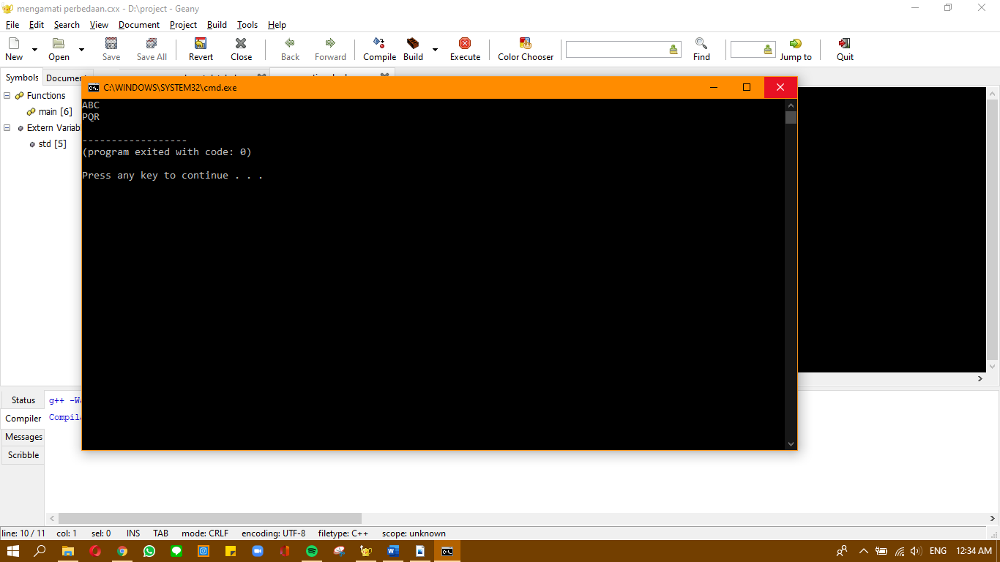 mengamati perbedaan.cxx - D:\project - Geany
File Edit Search View Document Project Build Tools Help
New Open Save Save All Revert Close Back Forward Compile Build Execute Color Chooser Find Jump to Quit
Symbols Documen
Functions
main [6]
Extern Variab
std [5]
C:\WINDOWS\SYSTEM32\cmd.exe
ABC
PQR
------------------
(program exited with code: 0)
Press any key to continue . . .
Status
Compiler
Messages
Scribble
g++ -Wa
Compila
line: 10 / 11 col: 1 sel: 0 INS TAB mode: CRLF encoding: UTF-8 filetype: C++ scope: unknown
ENG 12:34 AM